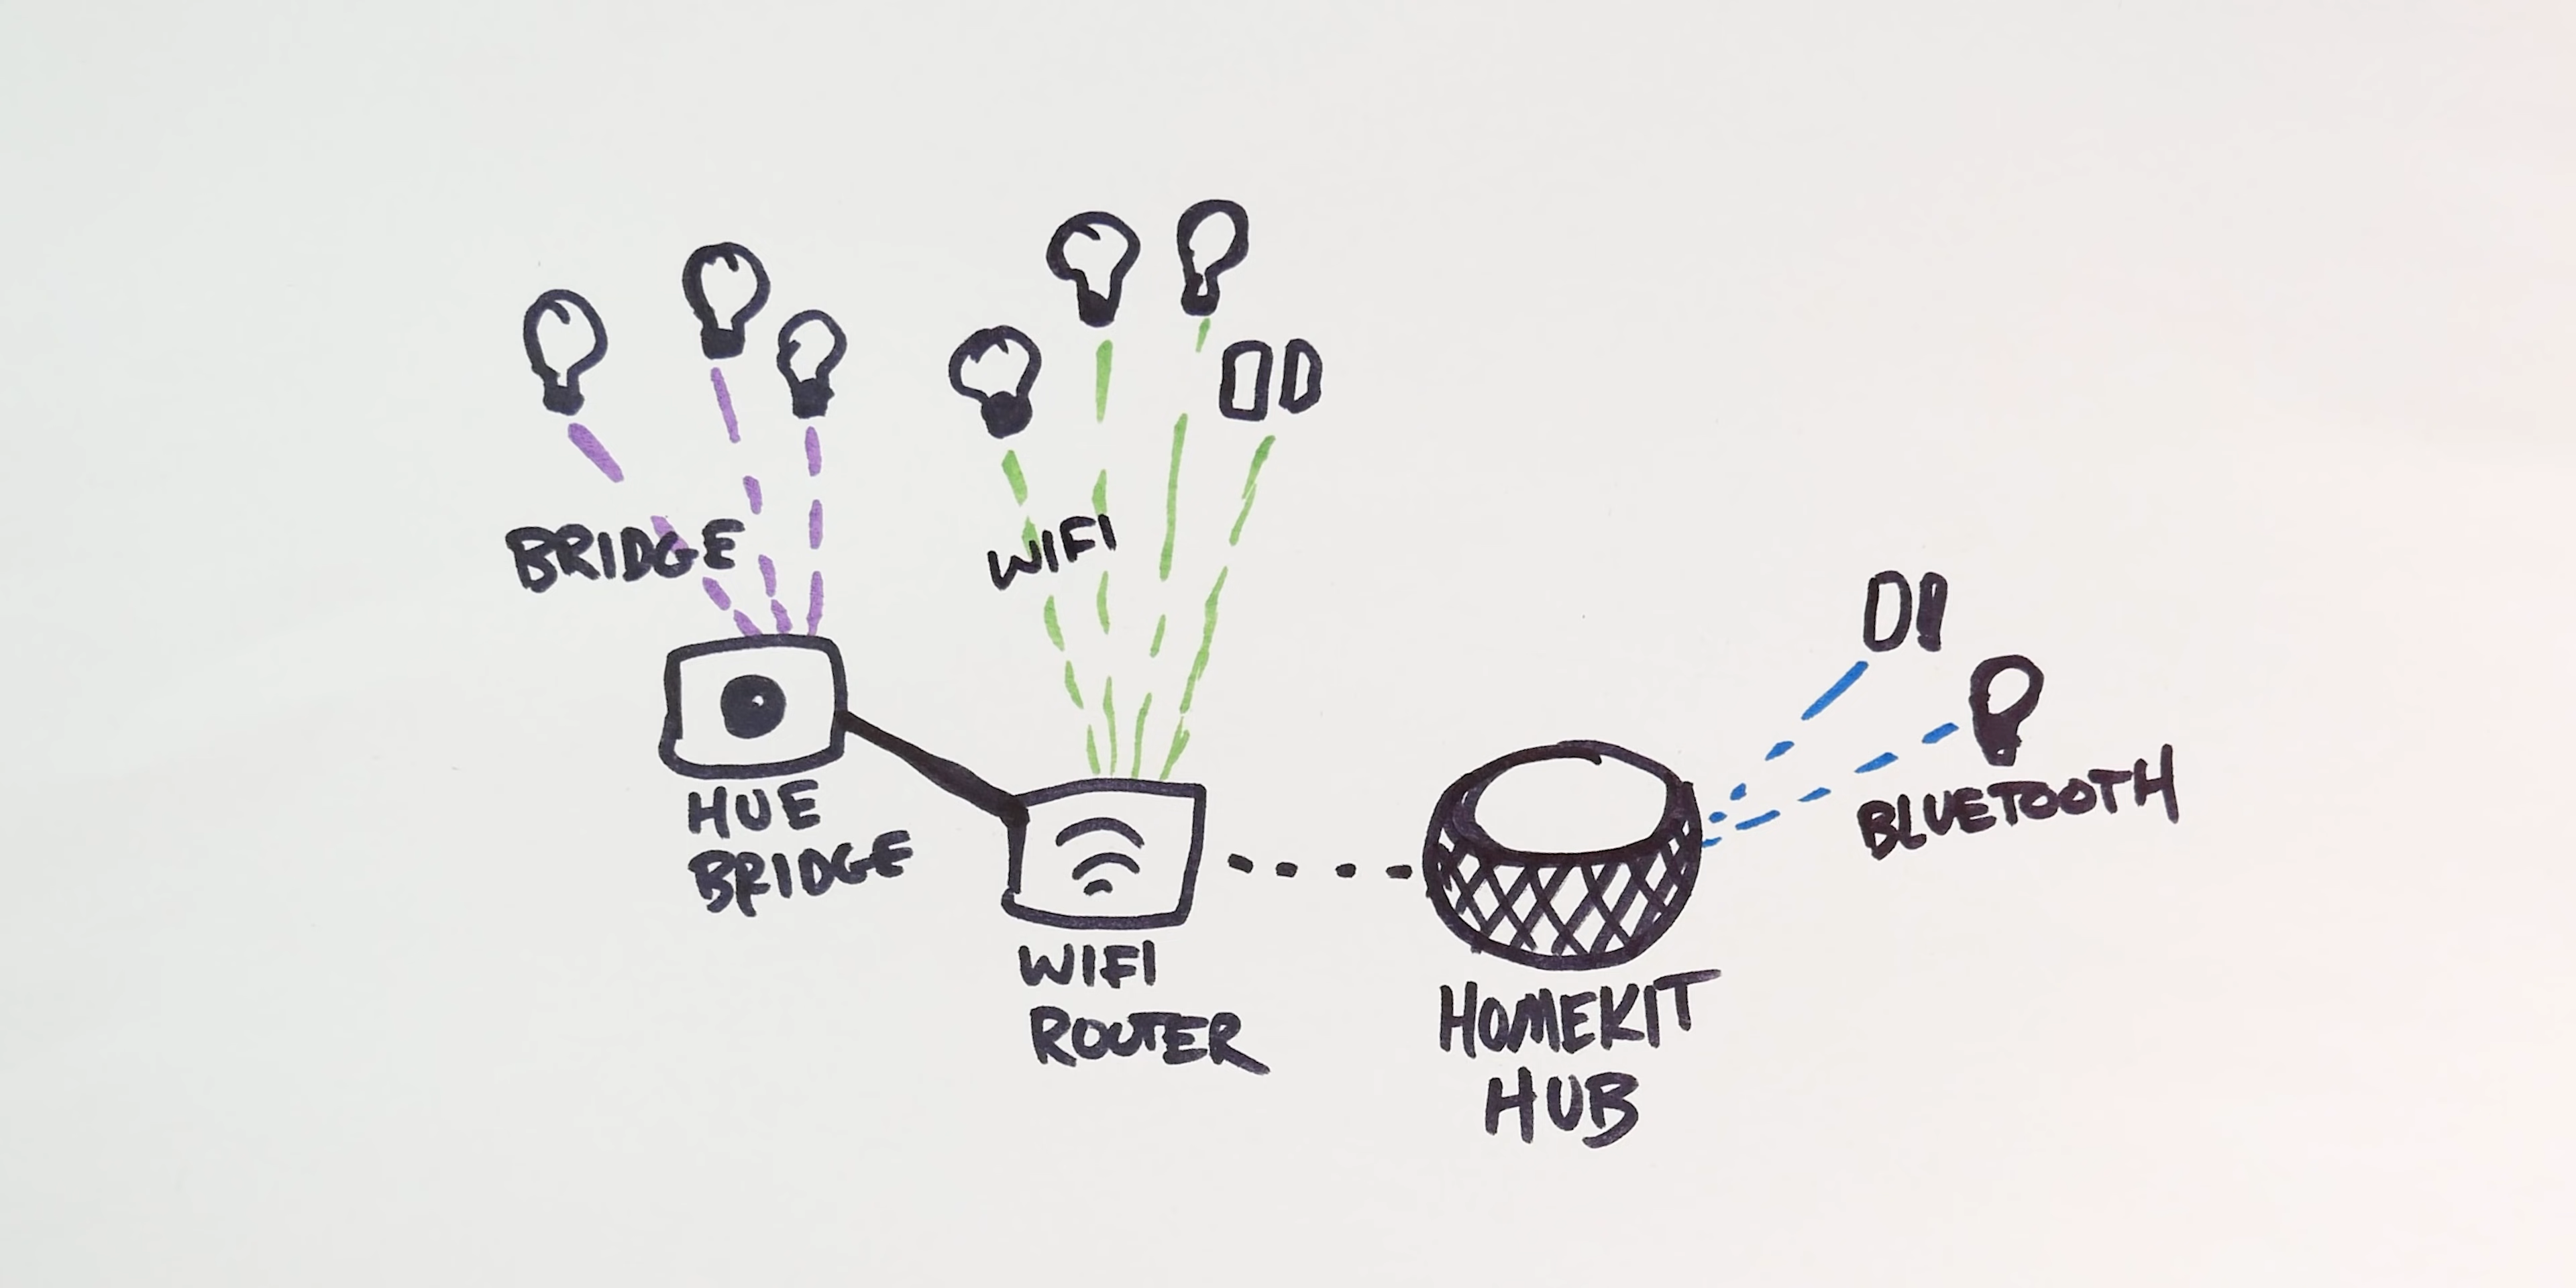 BRIDGE
WIFI
HUE
BRIDGE
WIFI
ROUTER
HOMEKIT
HUB
BLUETOOTH